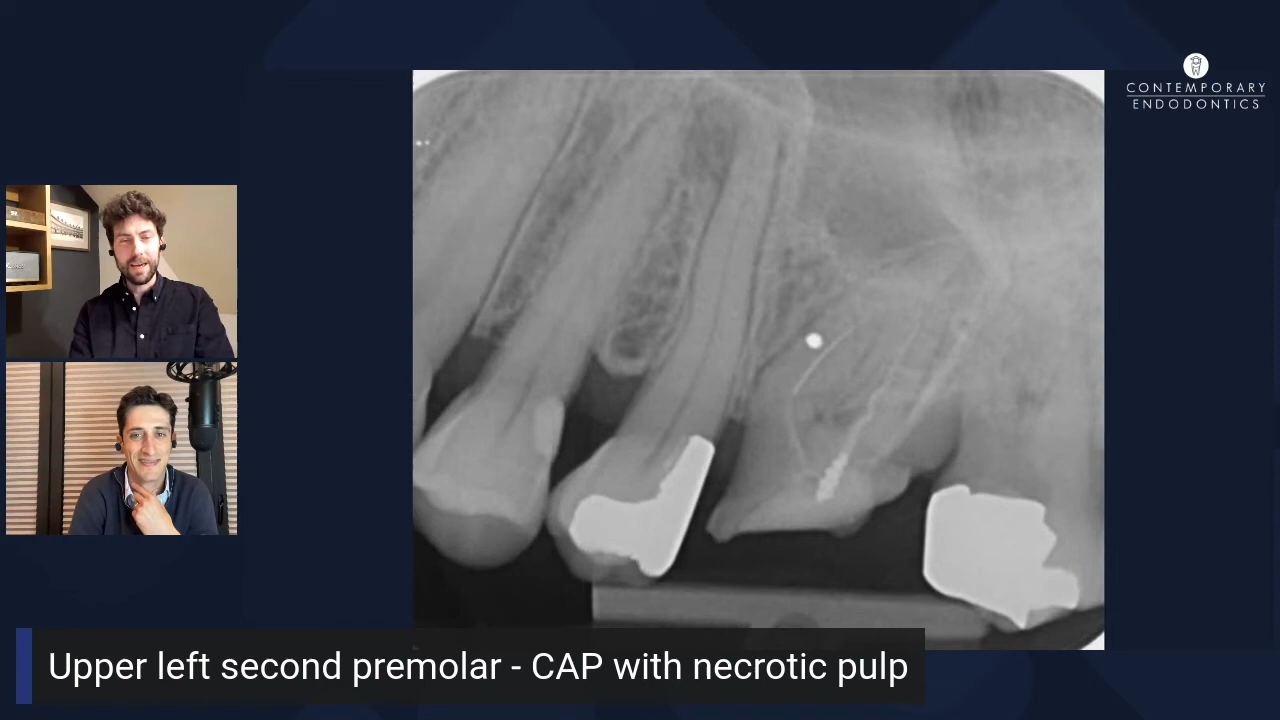 CONTEMPORARY
ENDODONTICS
Upper left second premolar - CAP with necrotic pulp